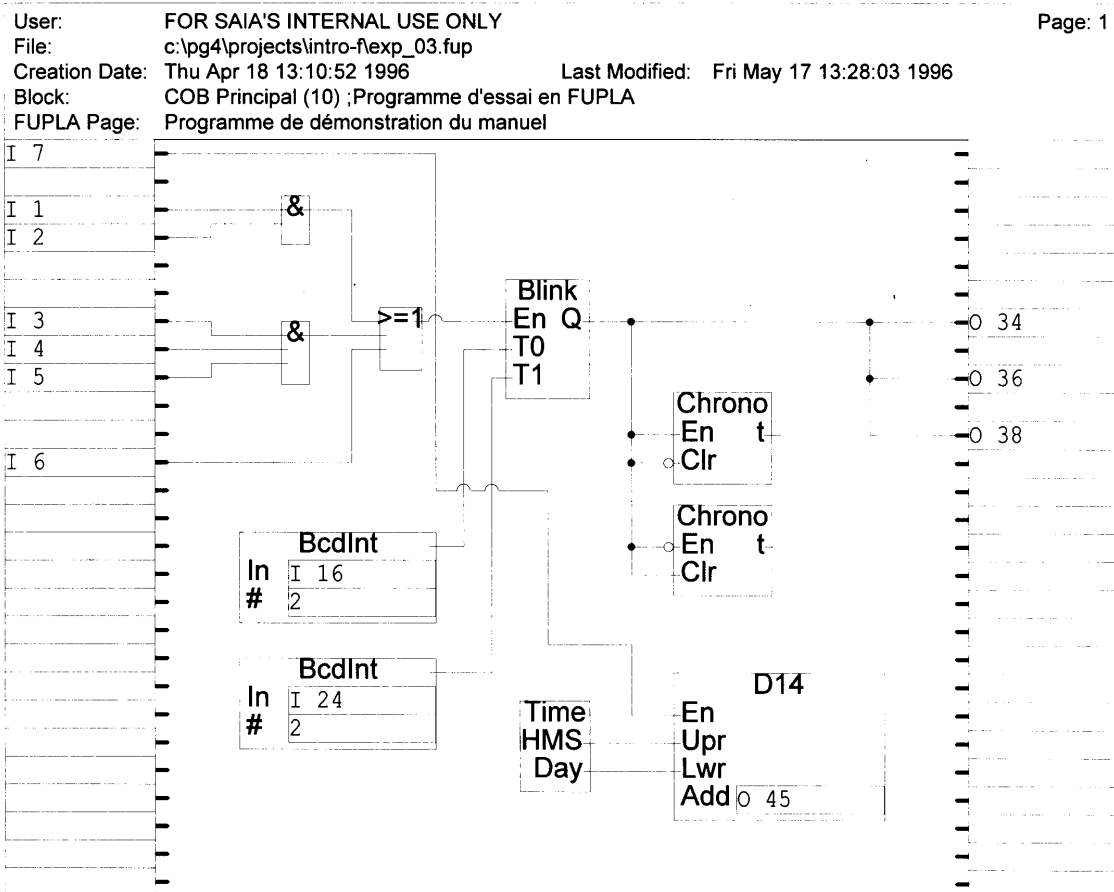 User: FOR SAIA'S INTERNAL USE ONLY Page: 1
File: c:\pg4\projects\intro-f\exp_03.fup
Creation Date: Thu Apr 18 13:10:52 1996 Last Modified: Fri May 17 13:28:03 1996
Block: COB Principal (10) ;Programme d'essai en FUPLA
FUPLA Page: Programme de démonstration du manuel
I 7
I 1
&
I 2
Blink
I 3
&
>=1
En Q
O 34
I 4
T0
I 5
T1
O 36
Chrono
En t
O 38
I 6
Clr
Chrono
BcdInt
En t
In I 16
Clr
# 2
BcdInt
D14
In I 24
Time
En
# 2
HMS
Upr
Day
Lwr
Add O 45